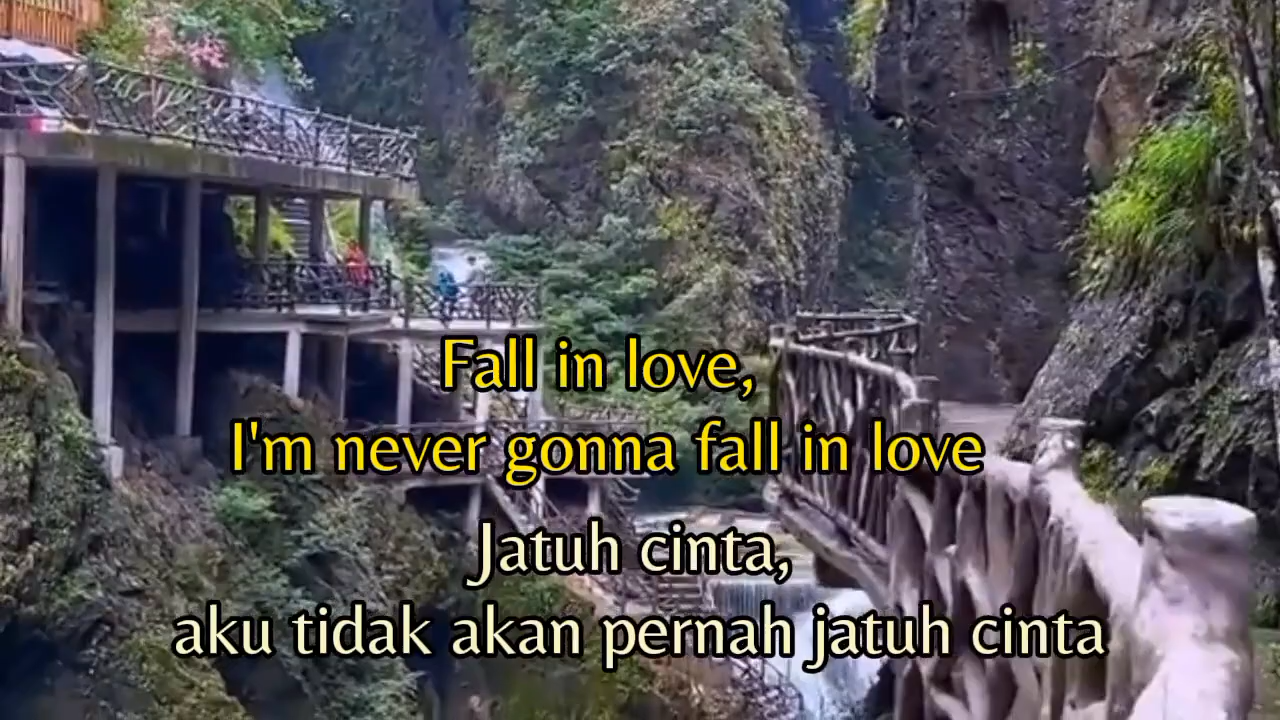 Fall in love,
I'm never gonna fall in love
Jatuh cinta,
aku tidak akan pernah jatuh cinta